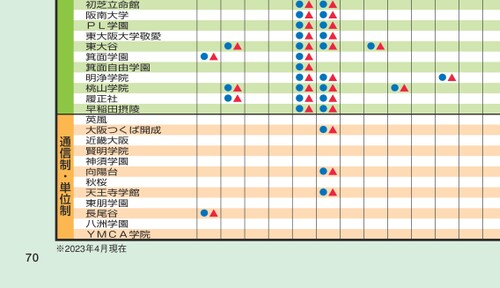 初芝立命館
阪南大学
ＰＬ学園
東大阪大学敬愛
東大谷
箕面学園
箕面自由学園
明浄学院
桃山学院
履正社
早稲田摂陵
通信制・単位制
英風
大阪つくば開成
近畿大阪
賢明学院
神須学園
向陽台
秋桜
天王寺学館
東朋学園
長尾谷
八洲学園
ＹＭＣＡ学院
※2023年4月現在
70